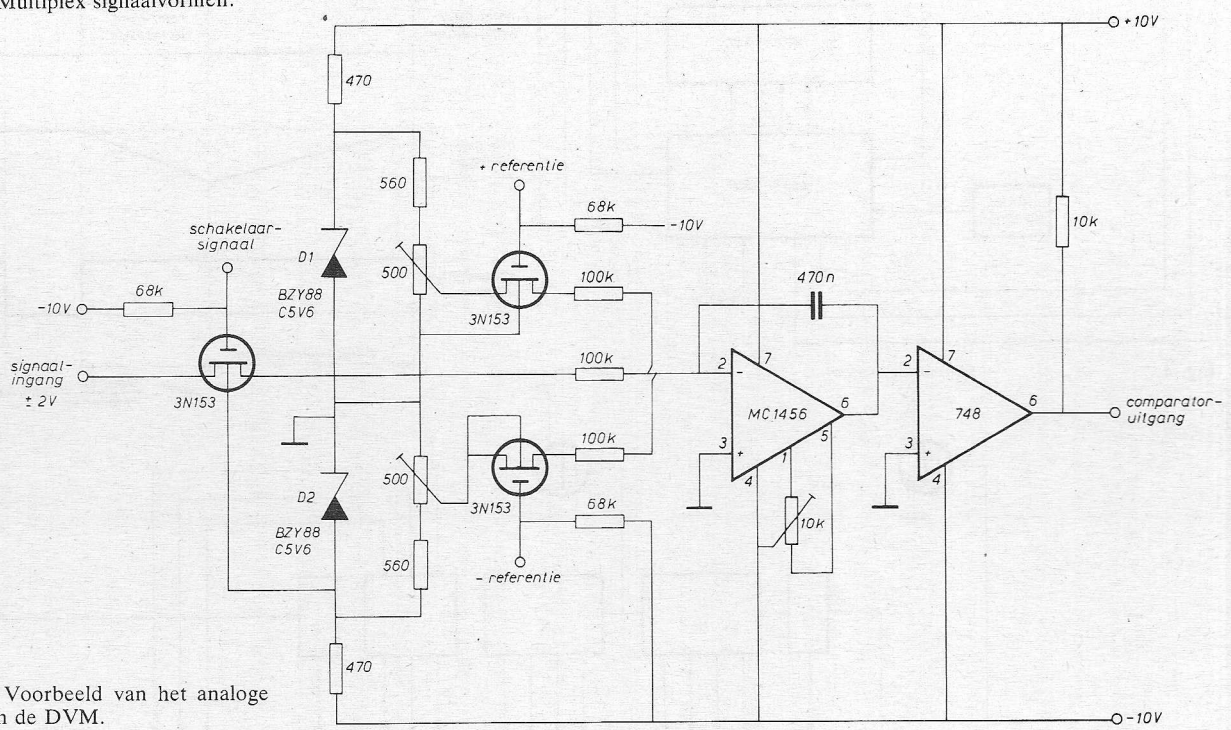 Multiplex signaalvormen.
+10V
470
560
+ referentie
68k
-10V
schakelaar-
signaal
D1
500
10k
-10V
68k
BZY88
C5V6
100k
470n
3N153
signaal-
ingang
± 2V
3N153
100k
2
-
7
MC1456
6
3
+
4
1
5
2
-
7
748
6
3
+
4
comparator-
uitgang
100k
500
D2
3N153
68k
10k
BZY88
C5V6
560
- referentie
470
Voorbeeld van het analoge
n de DVM.
-10V